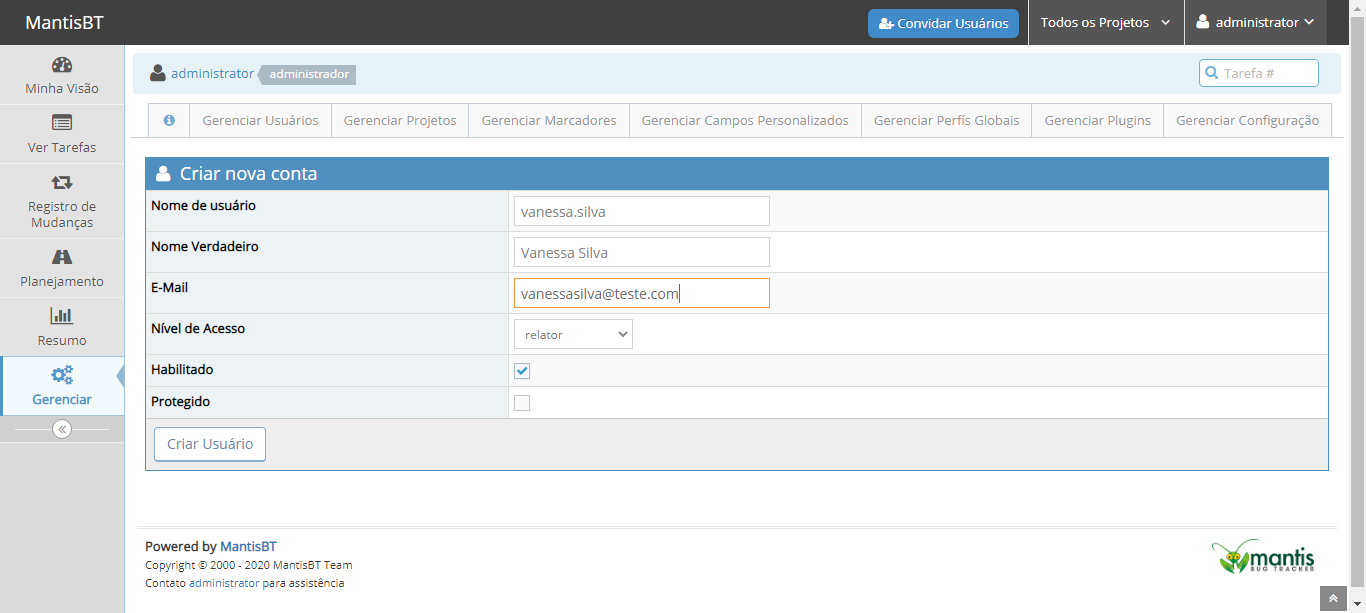 MantisBT
Convidar Usuários
Todos os Projetos
administrator
Minha Visão
Ver Tarefas
Registro de
Mudanças
Planejamento
Resumo
Gerenciar
administrator administrador
Tarefa #
Gerenciar Usuários
Gerenciar Projetos
Gerenciar Marcadores
Gerenciar Campos Personalizados
Gerenciar Perfís Globais
Gerenciar Plugins
Gerenciar Configuração
Criar nova conta
Nome de usuário
vanessa.silva
Nome Verdadeiro
Vanessa Silva
E-Mail
vanessasilva@teste.com
Nível de Acesso
relator
Habilitado
Protegido
Criar Usuário
Powered by MantisBT
Copyright © 2000 - 2020 MantisBT Team
Contato administrator para assistência
mantis
BUG TRACKER